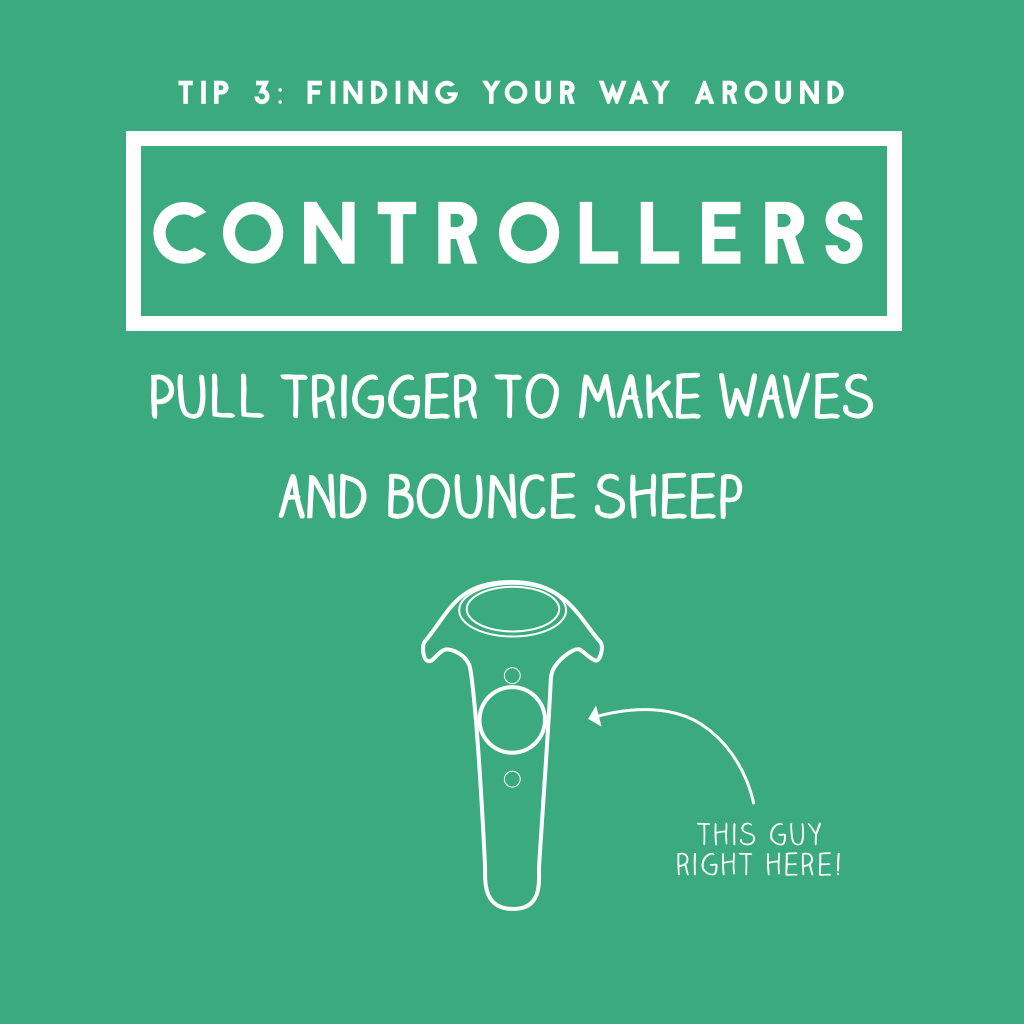 TIP 3: FINDING YOUR WAY AROUND
CONTROLLERS
PULL TRIGGER TO MAKE WAVES
AND BOUNCE SHEEP
THIS GUY
RIGHT HERE!